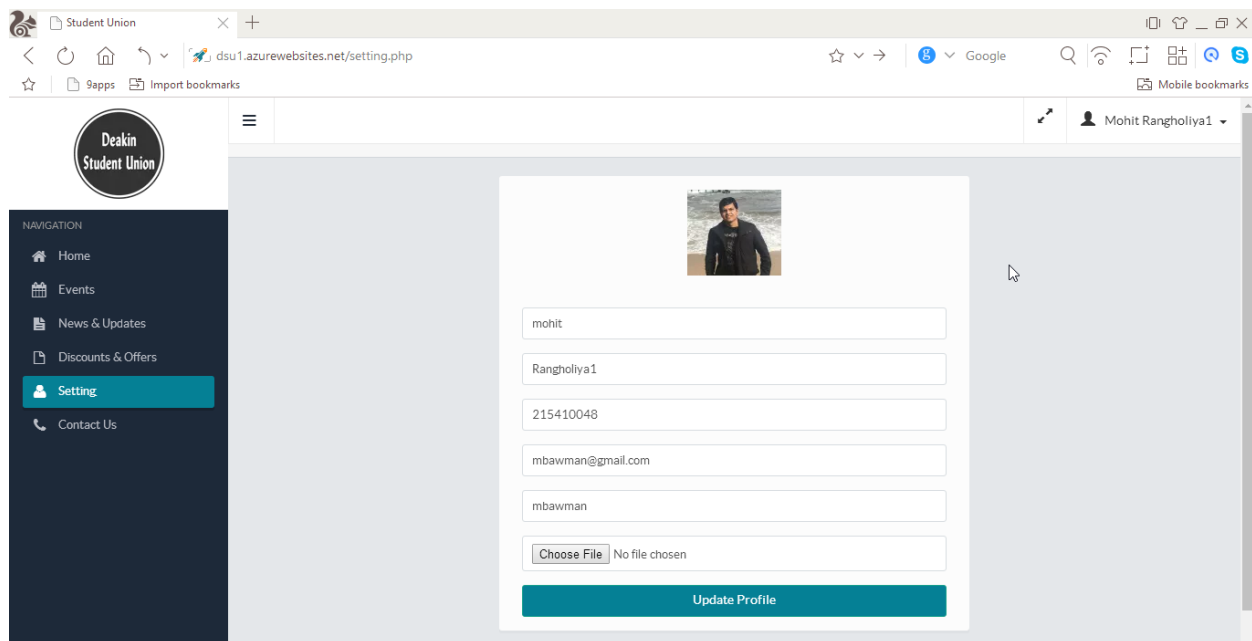 Student Union
dsu1.azurewebsites.net/setting.php
Google
9apps
Import bookmarks
Mobile bookmarks
Deakin
Student Union
Mohit Rangholiya1
NAVIGATION
Home
Events
News & Updates
Discounts & Offers
Setting
Contact Us
mohit
Rangholiya1
215410048
mbawman@gmail.com
mbawman
Choose File No file chosen
Update Profile